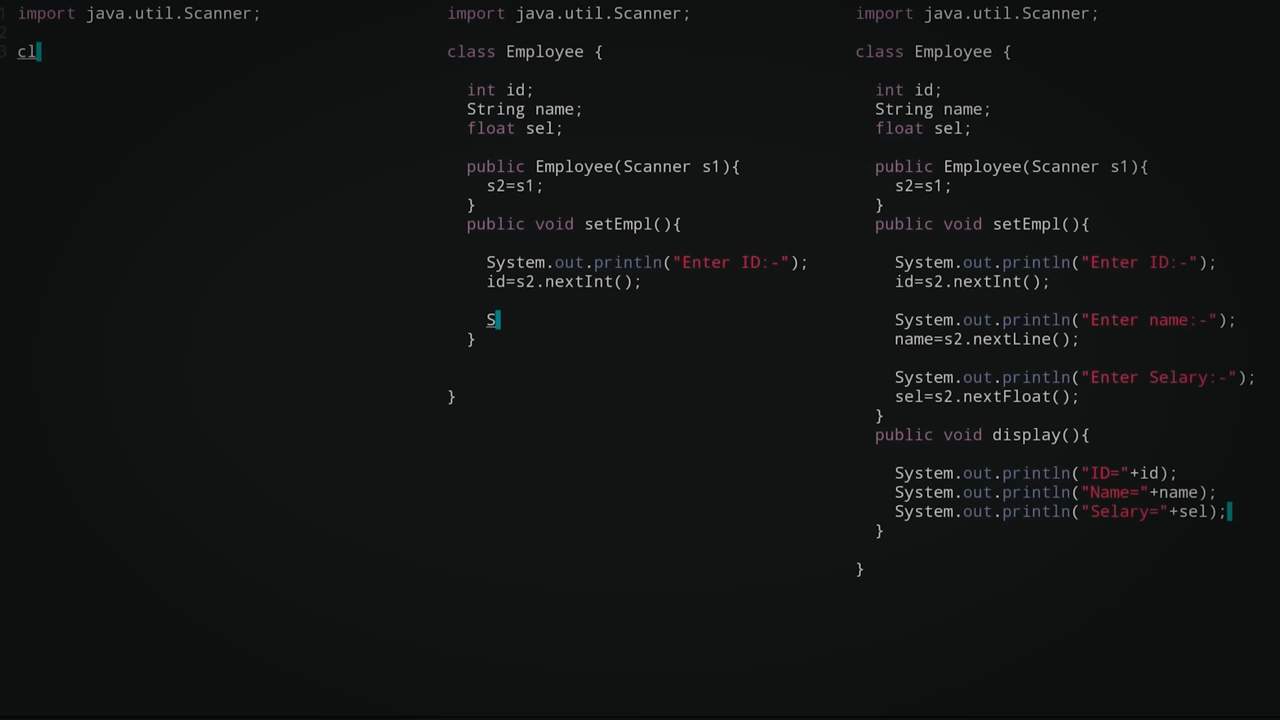 1 import java.util.Scanner;
2
3 cl
import java.util.Scanner;
class Employee {
int id;
String name;
float sel;
public Employee(Scanner s1){
s2=s1;
}
public void setEmpl(){
System.out.println("Enter ID:-");
id=s2.nextInt();
S
}
}
import java.util.Scanner;
class Employee {
int id;
String name;
float sel;
public Employee(Scanner s1){
s2=s1;
}
public void setEmpl(){
System.out.println("Enter ID:-");
id=s2.nextInt();
System.out.println("Enter name:-");
name=s2.nextLine();
System.out.println("Enter Selary:-");
sel=s2.nextFloat();
}
public void display(){
System.out.println("ID="+id);
System.out.println("Name="+name);
System.out.println("Selary="+sel);
}
}